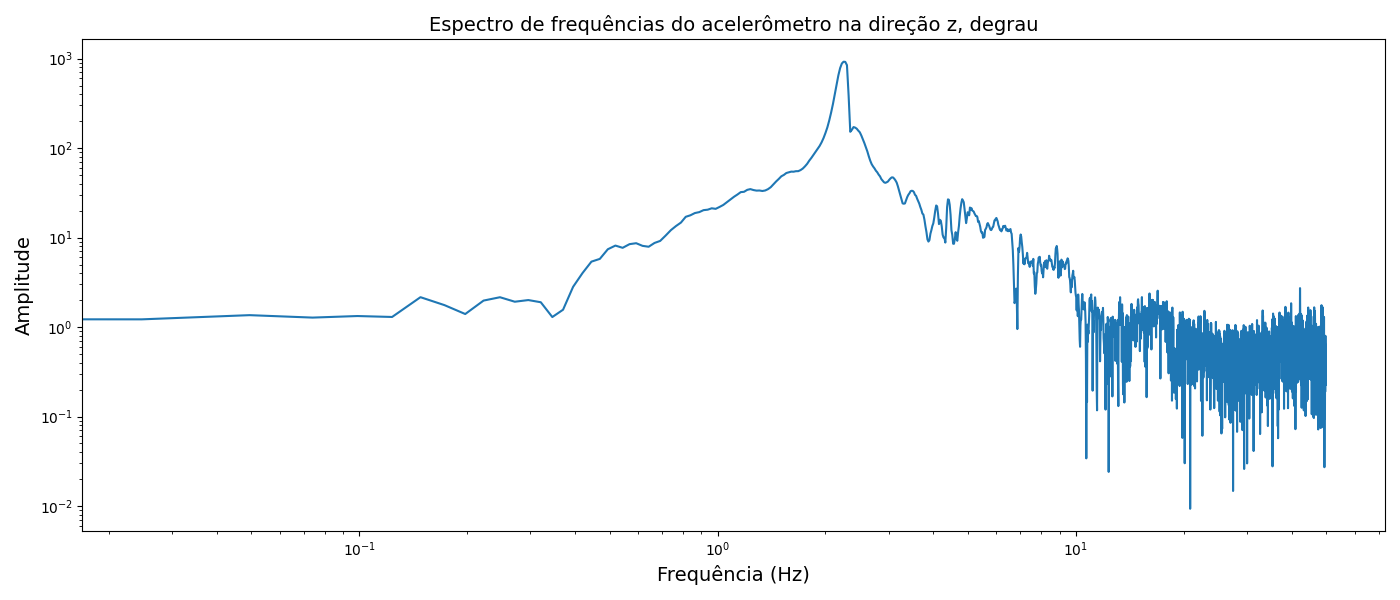 Espectro de frequências do acelerômetro na direção z, degrau
Amplitude
10³
10²
10¹
10⁰
10⁻¹
10⁻²
10⁻¹ 10⁰ 10¹
Frequência (Hz)